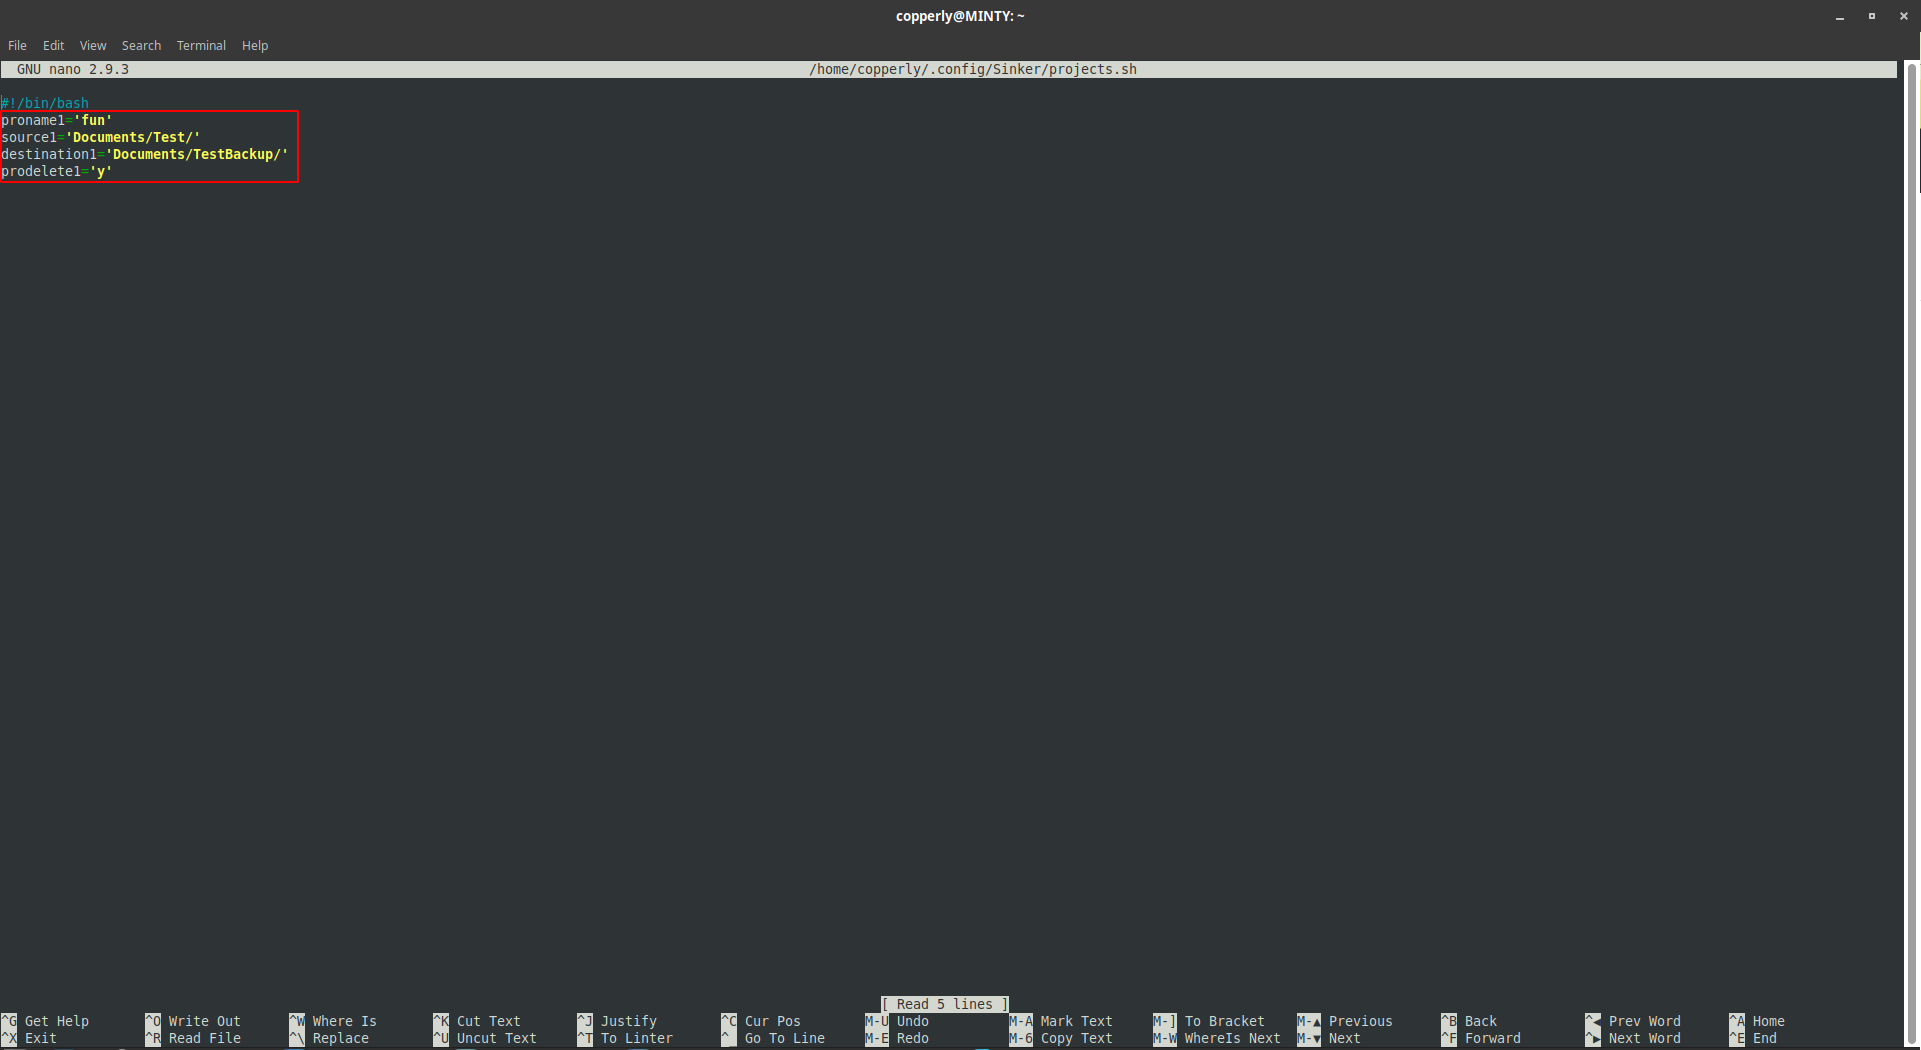 copperly@MINTY: ~
File Edit View Search Terminal Help
GNU nano 2.9.3 /home/copperly/.config/Sinker/projects.sh
#!/bin/bash
proname1='fun'
source1='Documents/Test/'
destination1='Documents/TestBackup/'
prodelete1='y'
[ Read 5 lines ]
^G Get Help ^O Write Out ^W Where Is ^K Cut Text ^J Justify ^C Cur Pos M-U Undo M-A Mark Text M-] To Bracket M-▲ Previous ^B Back ^◀ Prev Word ^A Home
^X Exit ^R Read File ^\ Replace ^U Uncut Text ^T To Linter ^_ Go To Line M-E Redo M-6 Copy Text M-W WhereIs Next M-▼ Next ^F Forward ^▶ Next Word ^E End